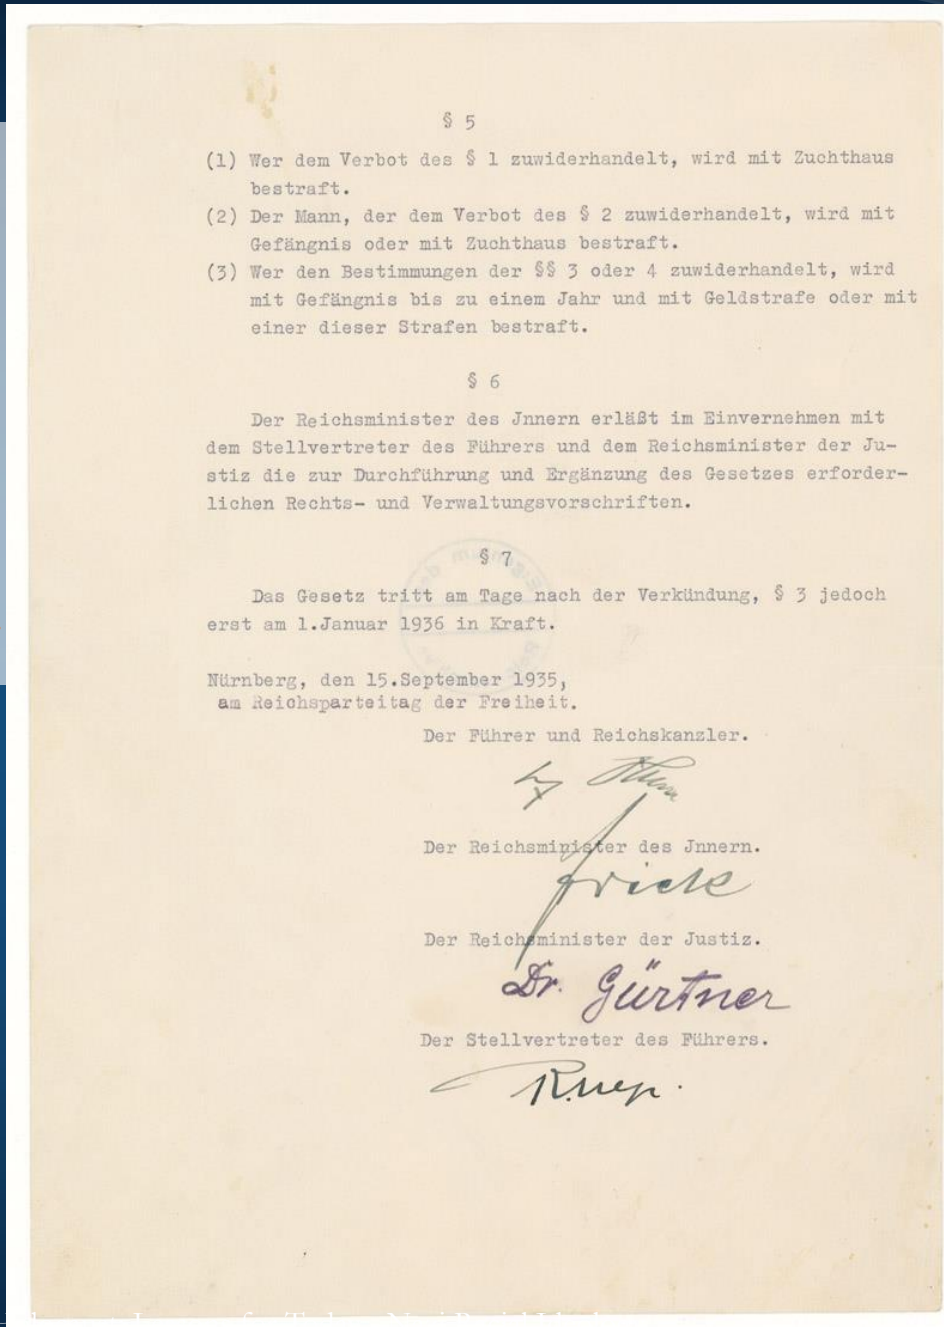 § 5
(1) Wer dem Verbot des § 1 zuwiderhandelt, wird mit Zuchthaus
bestraft.
(2) Der Mann, der dem Verbot des § 2 zuwiderhandelt, wird mit
Gefängnis oder mit Zuchthaus bestraft.
(3) Wer den Bestimmungen der §§ 3 oder 4 zuwiderhandelt, wird
mit Gefängnis bis zu einem Jahr und mit Geldstrafe oder mit
einer dieser Strafen bestraft.
§ 6
Der Reichsminister des Jnnern erläßt im Einvernehmen mit
dem Stellvertreter des Führers und dem Reichsminister der Ju-
stiz die zur Durchführung und Ergänzung des Gesetzes erforder-
lichen Rechts- und Verwaltungsvorschriften.
§ 7
Das Gesetz tritt am Tage nach der Verkündung, § 3 jedoch
erst am 1.Januar 1936 in Kraft.
Nürnberg, den 15.September 1935,
am Reichsparteitag der Freiheit.
Der Führer und Reichskanzler.
Der Reichsminister des Jnnern.
Frick
Der Reichsminister der Justiz.
Dr. Gürtner
Der Stellvertreter des Führers.